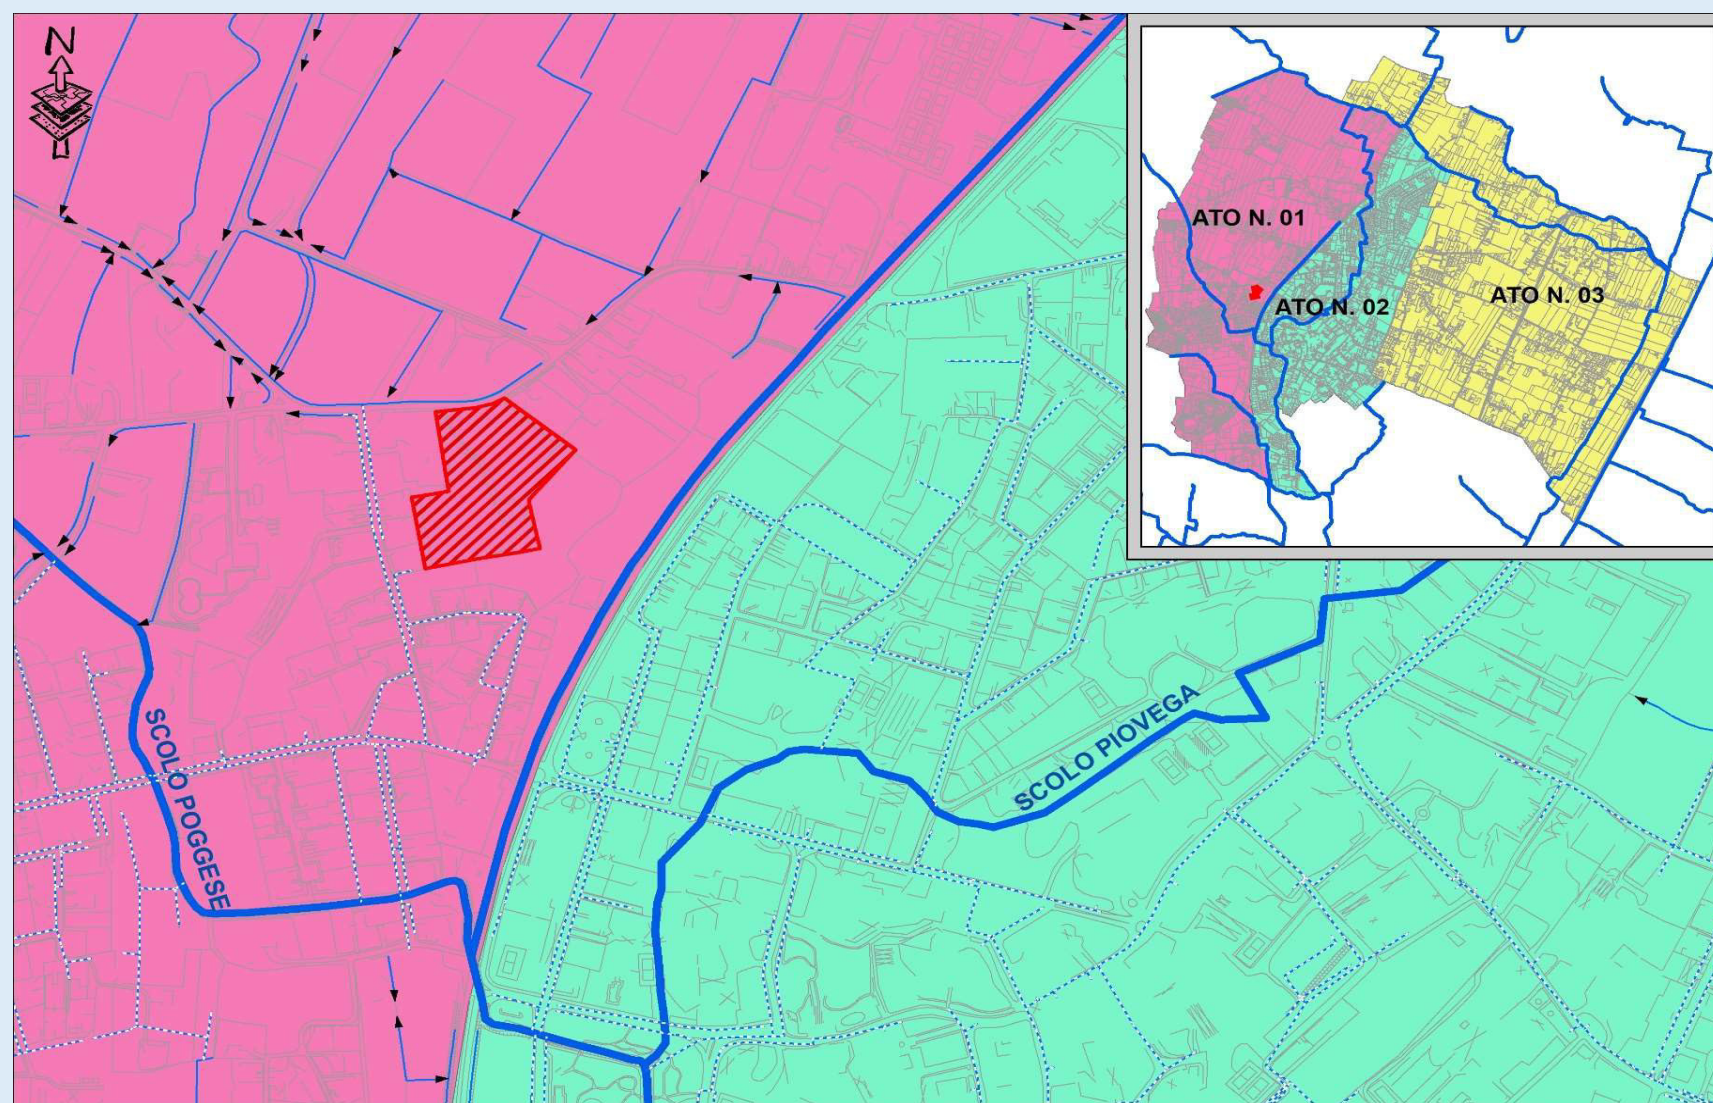 N
ATO N. 01
ATO N. 02
ATO N. 03
SCOLO PIOVEGA
SCOLO POGGESE